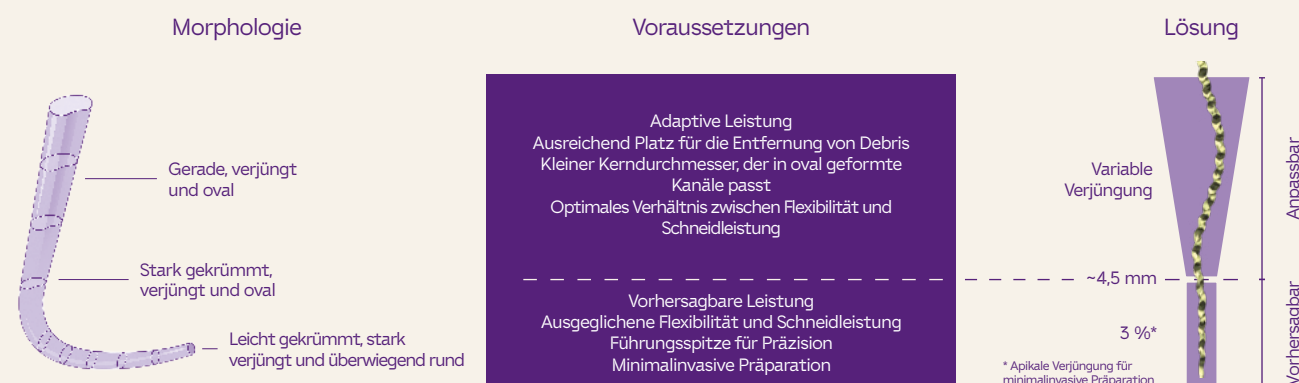 Morphologie
Voraussetzungen
Lösung
Gerade, verjüngt
und oval
Stark gekrümmt,
verjüngt und oval
Leicht gekrümmt, stark
verjüngt und überwiegend rund
Adaptive Leistung
Ausreichend Platz für die Entfernung von Debris
Kleiner Kerndurchmesser, der in oval geformte
Kanäle passt
Optimales Verhältnis zwischen Flexibilität und
Schneidleistung
Vorhersagbare Leistung
Ausgeglichene Flexibilität und Schneidleistung
Führungsspitze für Präzision
Minimalinvasive Präparation
Variable
Verjüngung
~4,5 mm
3 %*
* Apikale Verjüngung für
minimalinvasive Präparation
Anpassbar
Vorhersagbar